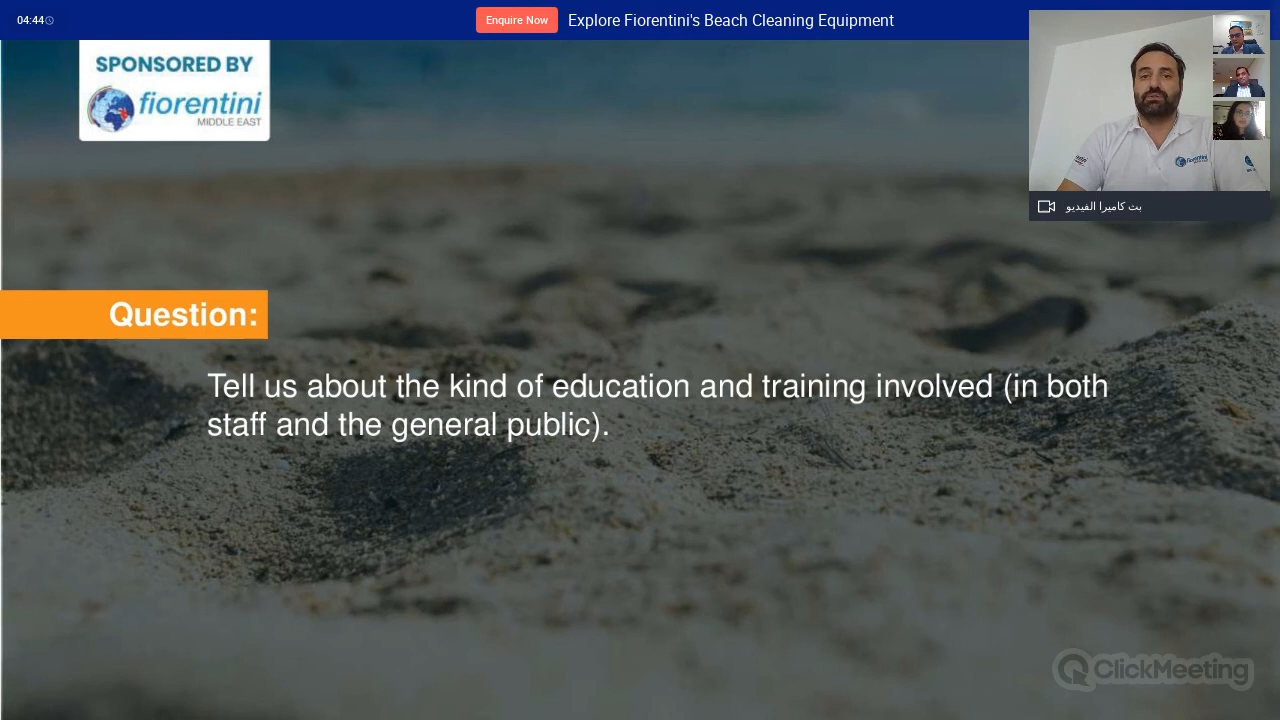 04:44
Enquire Now
Explore Fiorentini's Beach Cleaning Equipment
SPONSORED BY
fiorentini
MIDDLE EAST
fiorentini
بث كاميرا الفيديو
Question:
Tell us about the kind of education and training involved (in both
staff and the general public).
ClickMeeting